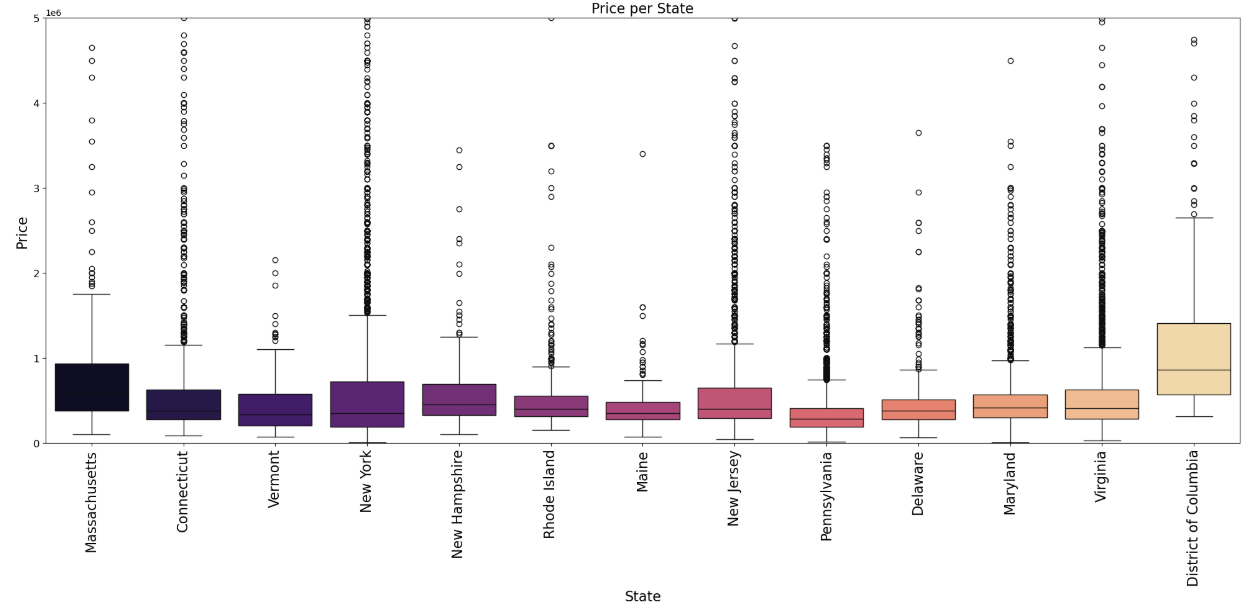 Price per State
1e6
5
4
3
2
1
0
Price
Massachusetts
Connecticut
Vermont
New York
New Hampshire
Rhode Island
Maine
New Jersey
Pennsylvania
Delaware
Maryland
Virginia
District of Columbia
State